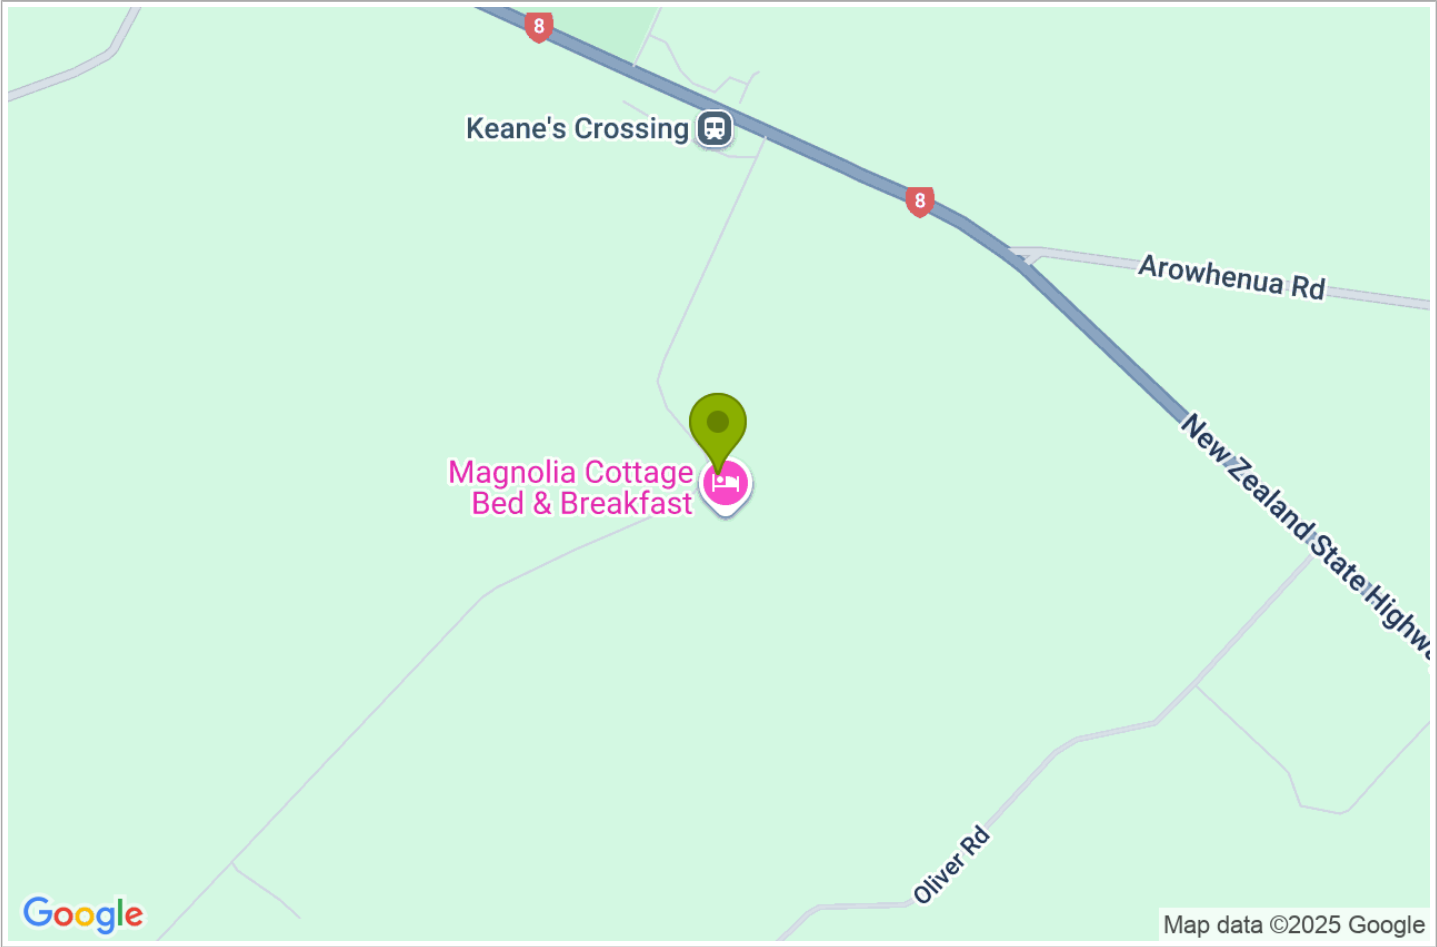 8
Keane's Crossing
8
Arowhenua Rd
Magnolia Cottage
Bed & Breakfast
New Zealand State Highwa
Oliver Rd
Google
Map data ©2025 Google